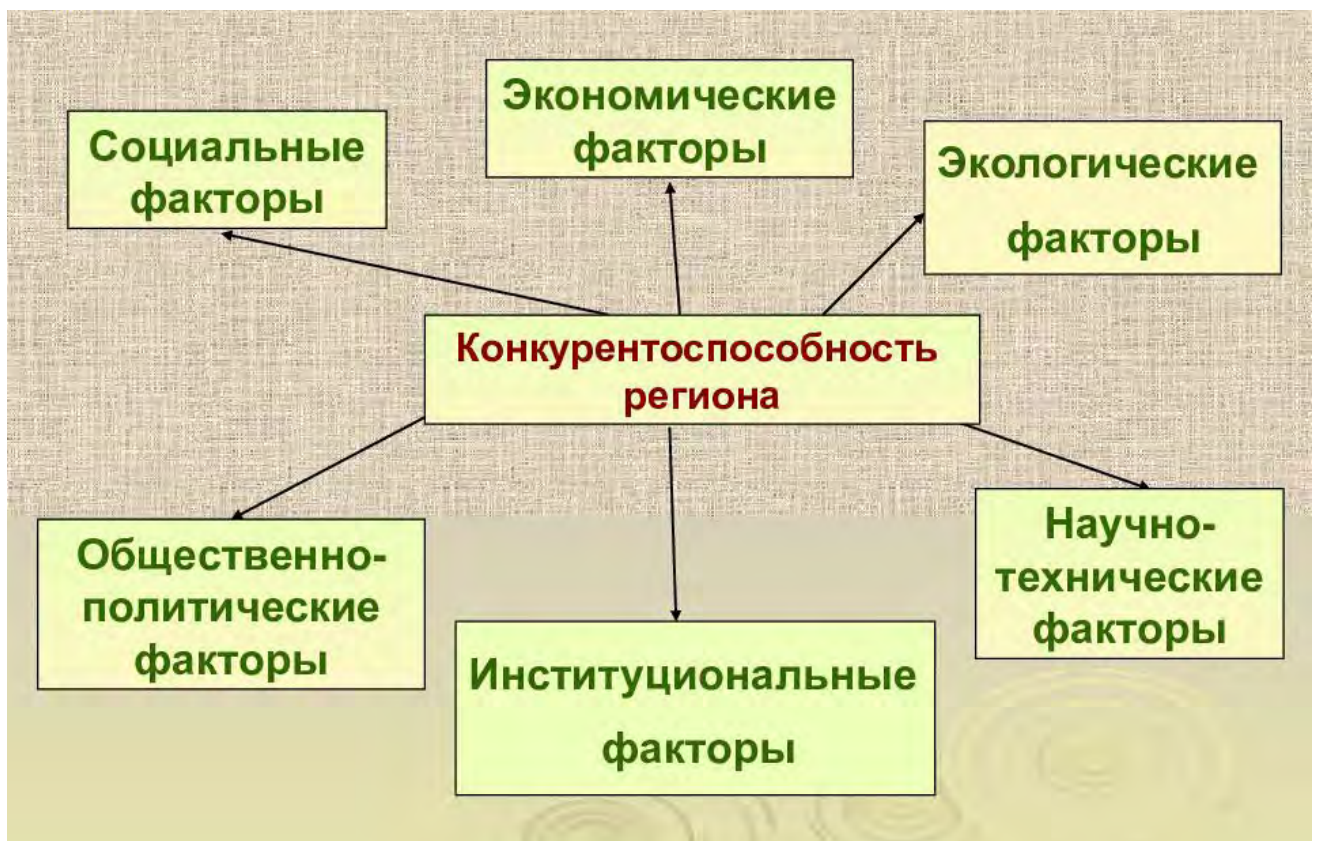 Экономические
факторы
Социальные
факторы
Экологические
факторы
Конкурентоспособность
региона
Общественно-
политические
факторы
Научно-
технические
факторы
Институциональные
факторы